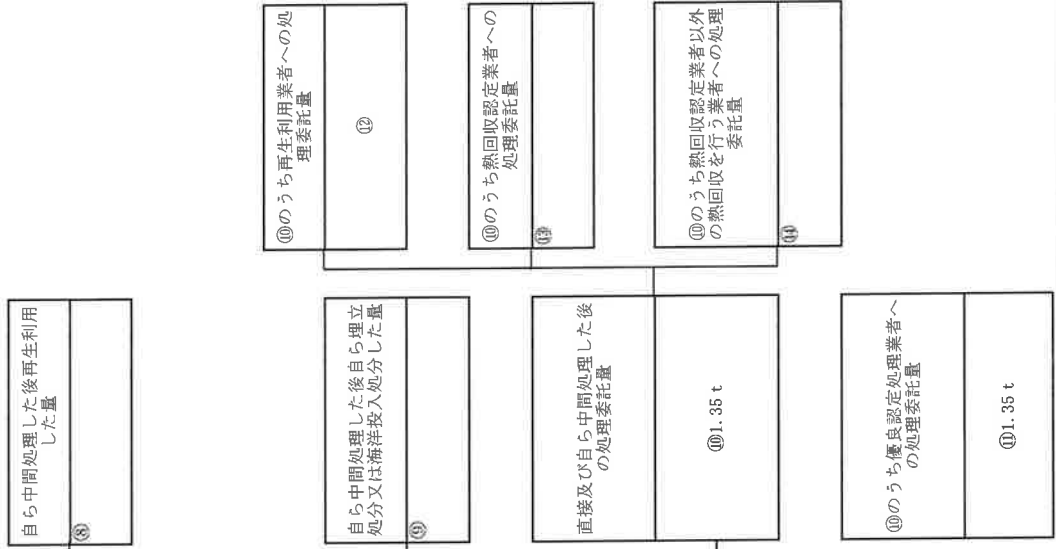 自ら中間処理した後再生利用
した量
⑧
自ら中間処理した後自ら埋立
処分又は海洋投入処分した量
⑨
直接及び自ら中間処理した後
の処理委託量
⑩1.35 t
⑩のうち優良認定処理業者へ
の処理委託量
⑪1.35 t
⑩のうち再生利用業者への処
理委託量
⑫
⑩のうち熱回収認定業者への
処理委託量
⑬
⑩のうち熱回収認定業者以外
の熱回収を行う業者への処理
委託量
⑭